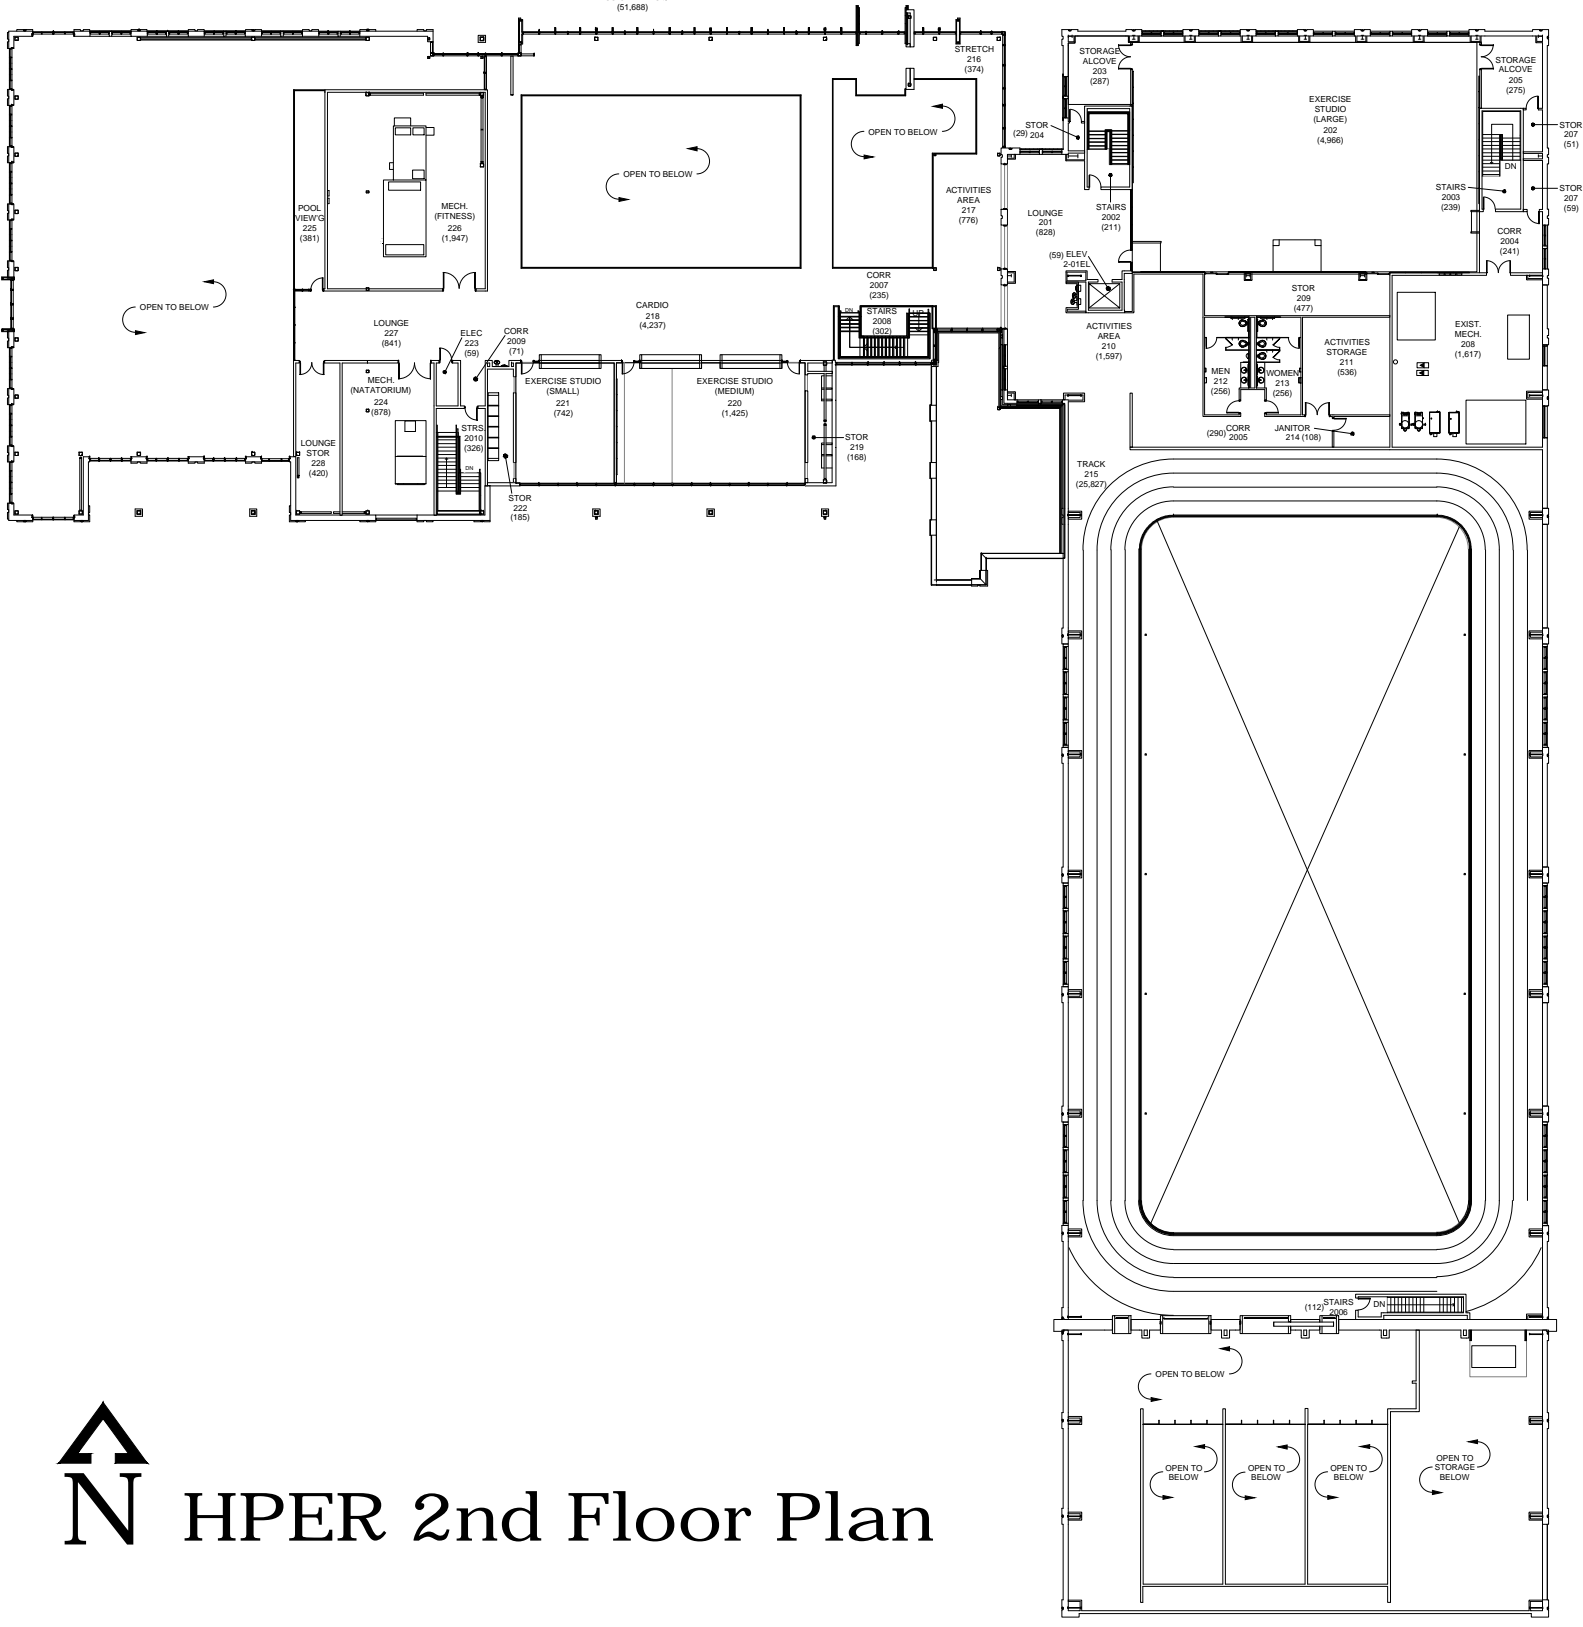 (51,688)
STRETCH
216
(374)
STORAGE
ALCOVE
203
(287)
STORAGE
ALCOVE
205
(275)
EXERCISE
STUDIO
(LARGE)
202
(4,966)
OPEN TO BELOW
STOR
(29) 204
STOR
207
(51)
DN
OPEN TO BELOW
ACTIVITIES
AREA
217
(776)
STAIRS
2003
(239)
STOR
207
(59)
POOL
VIEW'G
225
(381)
MECH.
(FITNESS)
226
(1,947)
LOUNGE
201
(828)
STAIRS
2002
(211)
CORR
2004
(241)
(59) ELEV
2-01EL
CORR
2007
(235)
STOR
209
(477)
OPEN TO BELOW
CARDIO
218
(4,237)
DN
STAIRS
2008
(302)
UP
LOUNGE
227
(841)
ELEC
223
(59)
CORR
2009
(71)
ACTIVITIES
AREA
210
(1,597)
EXIST.
MECH.
208
(1,617)
ACTIVITIES
STORAGE
211
(536)
MEN
212
(256)
WOMEN
213
(256)
MECH.
(NATATORIUM)
224
(878)
EXERCISE STUDIO
(SMALL)
221
(742)
EXERCISE STUDIO
(MEDIUM)
220
(1,425)
STRS.
2010
(326)
DN
LOUNGE
STOR
228
(420)
STOR
219
(168)
(290) CORR
2005
JANITOR
214 (108)
TRACK
215
(25,827)
STOR
222
(185)
(112) STAIRS
2006
DN
OPEN TO BELOW
OPEN TO
BELOW
OPEN TO
BELOW
OPEN TO
BELOW
OPEN TO
STORAGE
BELOW
N
HPER 2nd Floor Plan